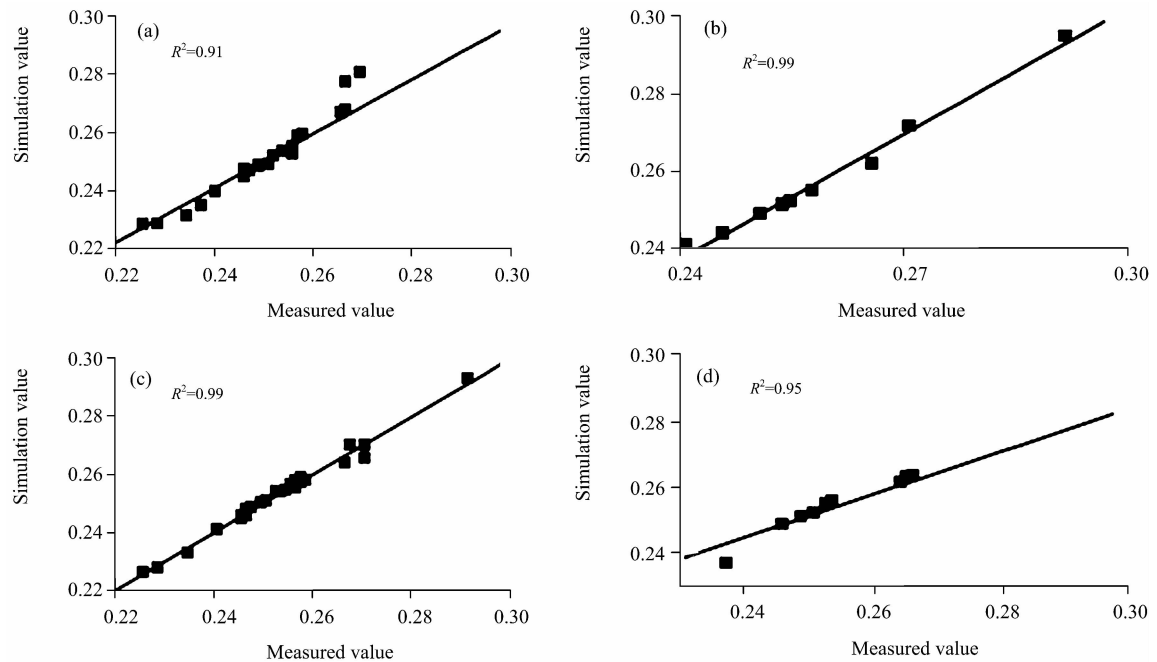 (a)
R²=0.91
Simulation value
0.30
0.28
0.26
0.24
0.22
0.22 0.24 0.26 0.28 0.30
Measured value
(b)
R²=0.99
Simulation value
0.30
0.28
0.26
0.24
0.24 0.27 0.30
Measured value
(c)
R²=0.99
Simulation value
0.30
0.28
0.26
0.24
0.22
0.22 0.24 0.26 0.28 0.30
Measured value
(d)
R²=0.95
Simulation value
0.30
0.28
0.26
0.24
0.24 0.26 0.28 0.30
Measured value